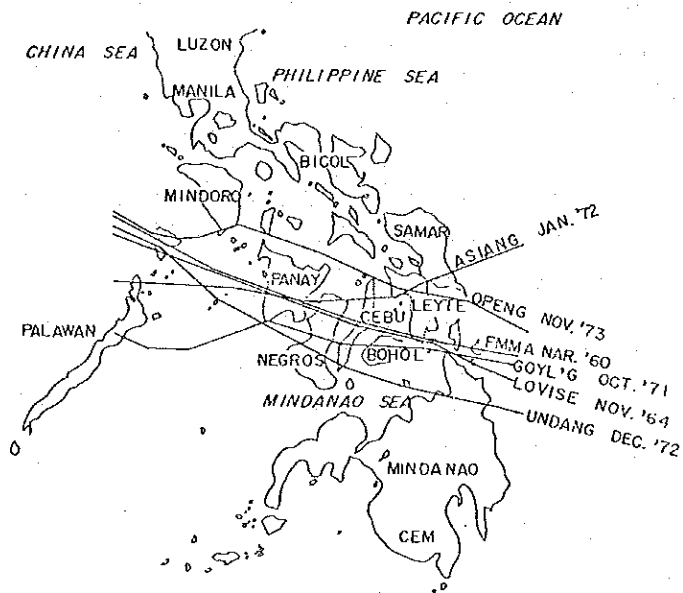 PACIFIC OCEAN
CHINA SEA
LUZON
PHILIPPINE SEA
MANILA
BICOL
MINDORO
SAMAR
ASIANG JAN. '72
PANAY
LEYTE
CEBU
OPENG NOV. '73
PALAWAN
EMMA NAR. '60
NEGROS
BOHOL
GOYL'G OCT. '71
LOVISE NOV. '64
MINDANAO SEA
UNDANG DEC. '72
MINDANAO
CEM